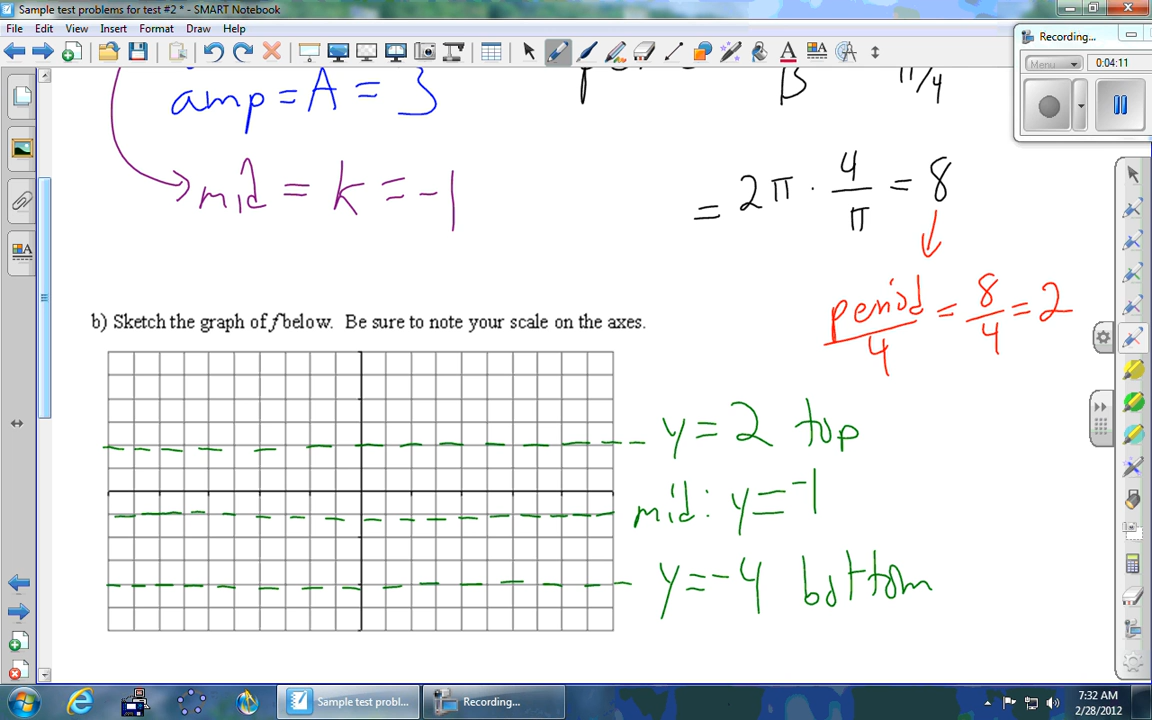 Sample test problems for test #2 * - SMART Notebook
File Edit View Insert Format Draw Help
Recording...
Menu
0:04:11
amp = A = 3
B π/4
mid = k = -1
= 2π · 4/π = 8
period/4 = 8/4 = 2
b) Sketch the graph of f below. Be sure to note your scale on the axes.
y = 2 top
mid: y = -1
y = -4 bottom
Sample test probl...
Recording...
7:32 AM
2/28/2012